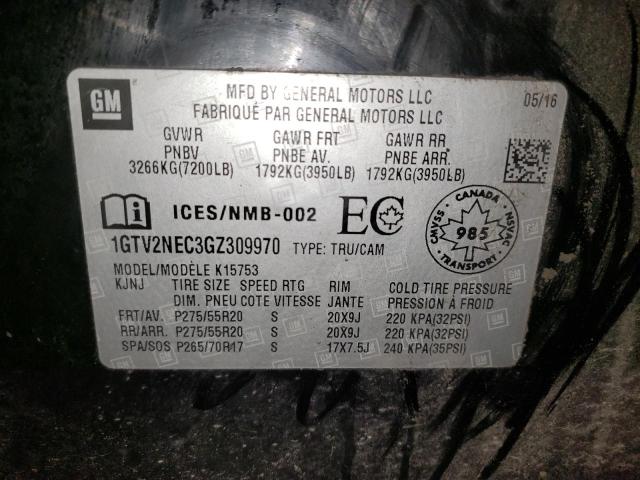 GM
MFD BY GENERAL MOTORS LLC
FABRIQUÉ PAR GENERAL MOTORS LLC
05/16
GVWR GAWR FRT GAWR RR
PNBV PNBE AV. PNBE ARR.
3266KG(7200LB) 1792KG(3950LB) 1792KG(3950LB)
ICES/NMB-002 EC
CANADA
CMVSS 985 NSVAC
TRANSPORT
1GTV2NEC3GZ309970 TYPE: TRU/CAM
MODEL/MODÈLE K15753
KJNJ TIRE SIZE SPEED RTG RIM COLD TIRE PRESSURE
DIM. PNEU COTE VITESSE JANTE PRESSION À FROID
FRT/AV. P275/55R20 S 20X9J 220 KPA(32PSI)
RR/ARR. P275/55R20 S 20X9J 220 KPA(32PSI)
SPA/SOS P265/70R17 S 17X7.5J 240 KPA(35PSI)